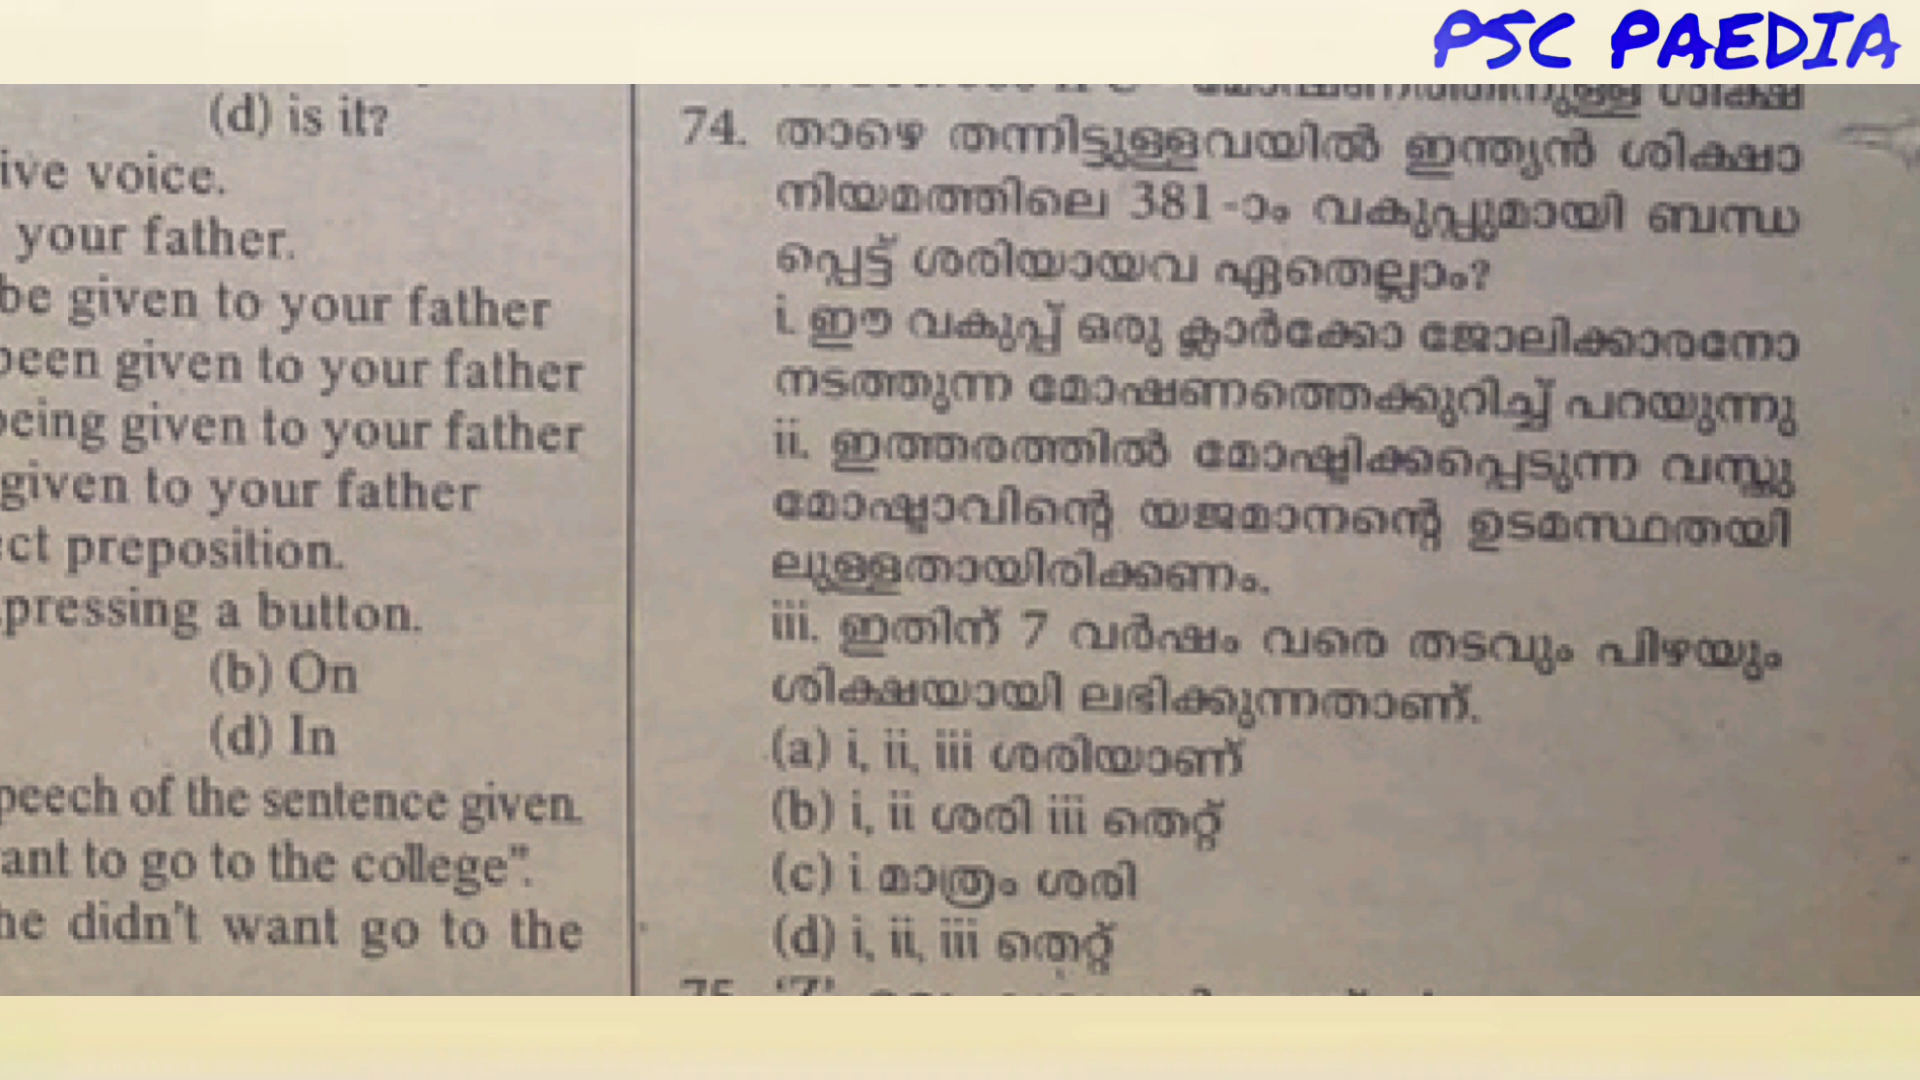 PSC PAEDIA
(d) is it?
ive voice.
your father.
be given to your father
been given to your father
being given to your father
given to your father
ct preposition.
pressing a button.
(b) On
(d) In
peech of the sentence given.
ant to go to the college".
he didn't want go to the
74. താഴെ തന്നിട്ടുള്ളവയിൽ ഇന്ത്യൻ ശിക്ഷാ
നിയമത്തിലെ 381-ാം വകുപ്പുമായി ബന്ധ
പ്പെട്ട് ശരിയായവ ഏതെല്ലാം?
i. ഈ വകുപ്പ് ഒരു ക്ലാർക്കോ ജോലിക്കാരനോ
നടത്തുന്ന മോഷണത്തെക്കുറിച്ച് പറയുന്നു
ii. ഇത്തരത്തിൽ മോഷ്ടിക്കപ്പെടുന്ന വസ്തു
മോഷ്ടാവിന്റെ യജമാനന്റെ ഉടമസ്ഥതയി
ലുള്ളതായിരിക്കണം.
iii. ഇതിന് 7 വർഷം വരെ തടവും പിഴയും
ശിക്ഷയായി ലഭിക്കുന്നതാണ്.
(a) i, ii, iii ശരിയാണ്
(b) i, ii ശരി iii തെറ്റ്
(c) i മാത്രം ശരി
(d) i, ii, iii തെറ്റ്
75.